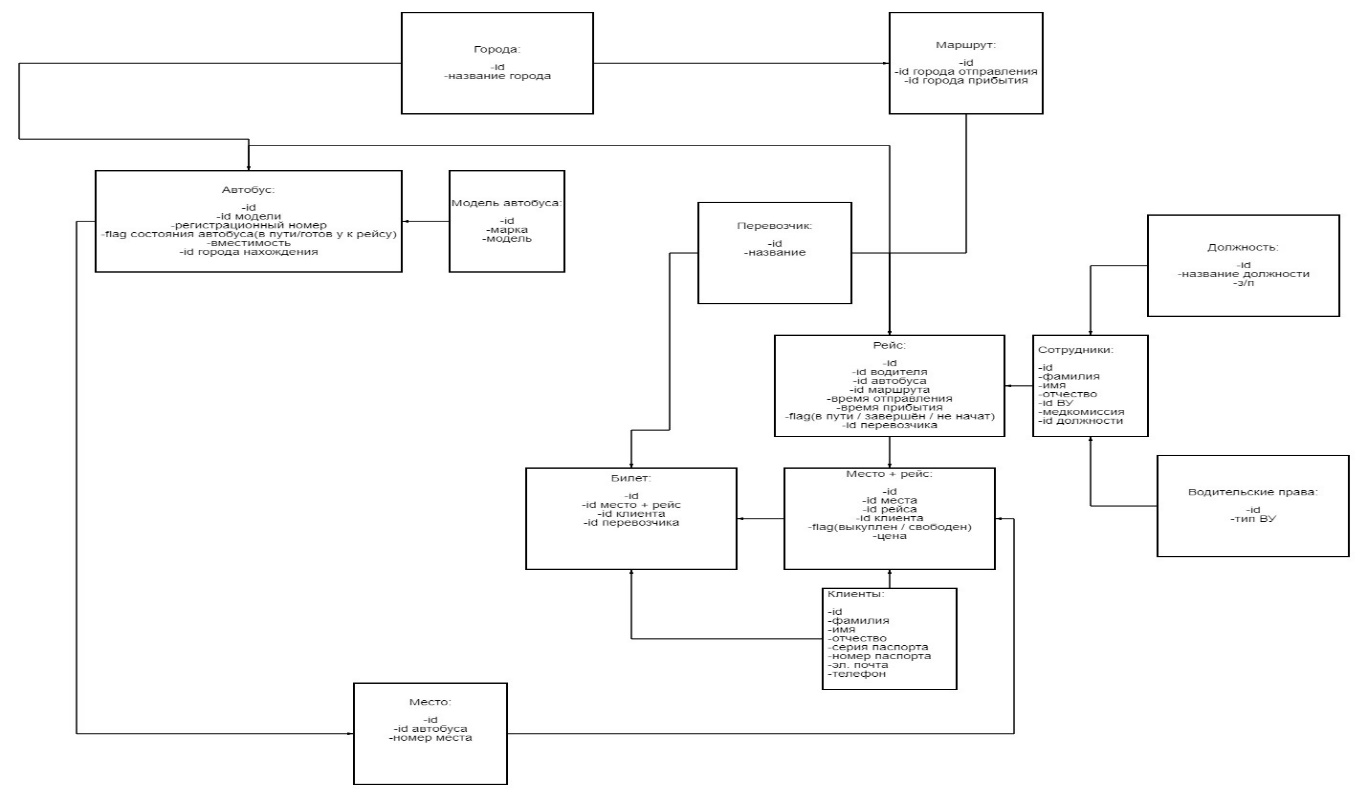 Города:
-id
-название города
Маршрут:
-id
-id города отправления
-id города прибытия
Автобус:
-id
-id модели
-регистрационный номер
-flag состояния автобуса(в пути/готов у к рейсу)
-вместимость
-id города нахождения
Модель автобуса:
-id
-марка
-модель
Перевозчик:
-id
-название
Должность:
-id
-название должности
-з/п
Рейс:
-id
-id водителя
-id автобуса
-id маршрута
-время отправления
-время прибытия
-flag(в пути / завершён / не начат)
-id перевозчика
Сотрудники:
-id
-фамилия
-имя
-отчество
-id ВУ
-медкомиссия
-id должности
Билет:
-id
-id место + рейс
-id клиента
-id перевозчика
Место + рейс:
-id
-id места
-id рейса
-id клиента
-flag(выкуплен / свободен)
-цена
Водительские права:
-id
-тип ВУ
Клиенты:
-id
-фамилия
-имя
-отчество
-серия паспорта
-номер паспорта
-эл. почта
-телефон
Место:
-id
-id автобуса
-номер места